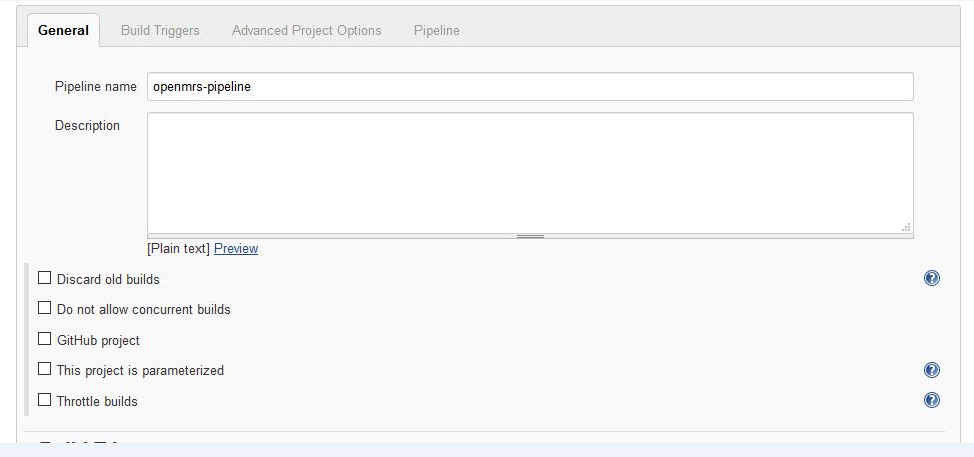 General Build Triggers Advanced Project Options Pipeline
Pipeline name openmrs-pipeline
Description
[Plain text] Preview
Discard old builds
Do not allow concurrent builds
GitHub project
This project is parameterized
Throttle builds